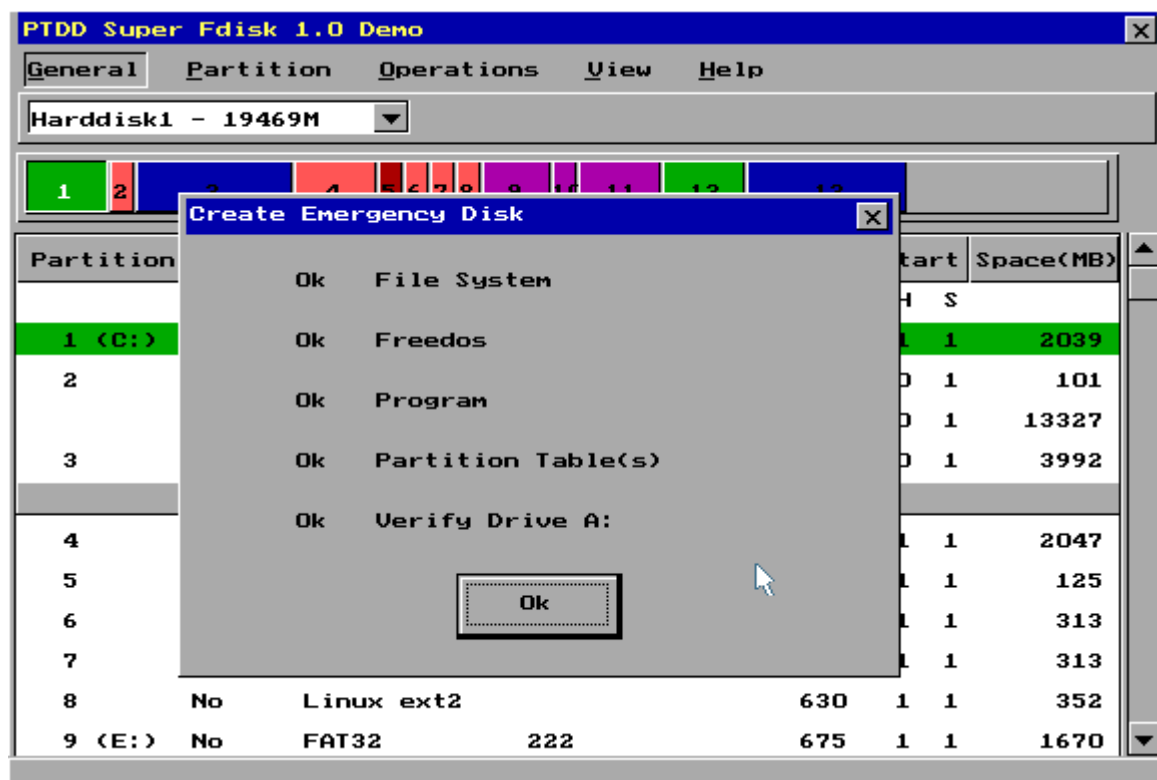 PTDD Super Fdisk 1.0 Demo
General Partition Operations View Help
Harddisk1 - 19469M
1 2
Create Emergency Disk
Partition Space(MB)
Ok File System
H S
Ok Freedos
1 (C:) 1 1 2039
2 1 101
Ok Program
1 13327
3 Ok Partition Table(s) 1 3992
Ok Verify Drive A:
4 1 1 2047
5 1 1 125
Ok
6 1 1 313
7 1 1 313
8 No Linux ext2 630 1 1 352
9 (E:) No FAT32 222 675 1 1 1670